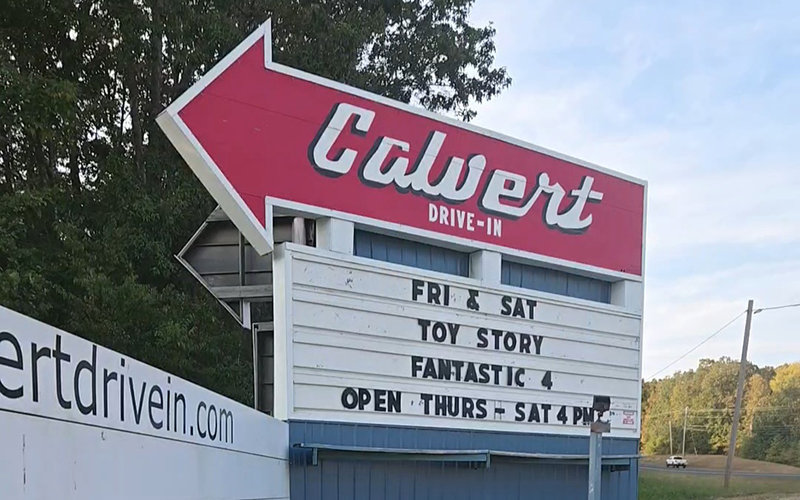 Calvert
DRIVE-IN
FRI & SAT
TOY STORY
FANTASTIC 4
OPEN THURS - SAT 4 PM
ertdrivein.com